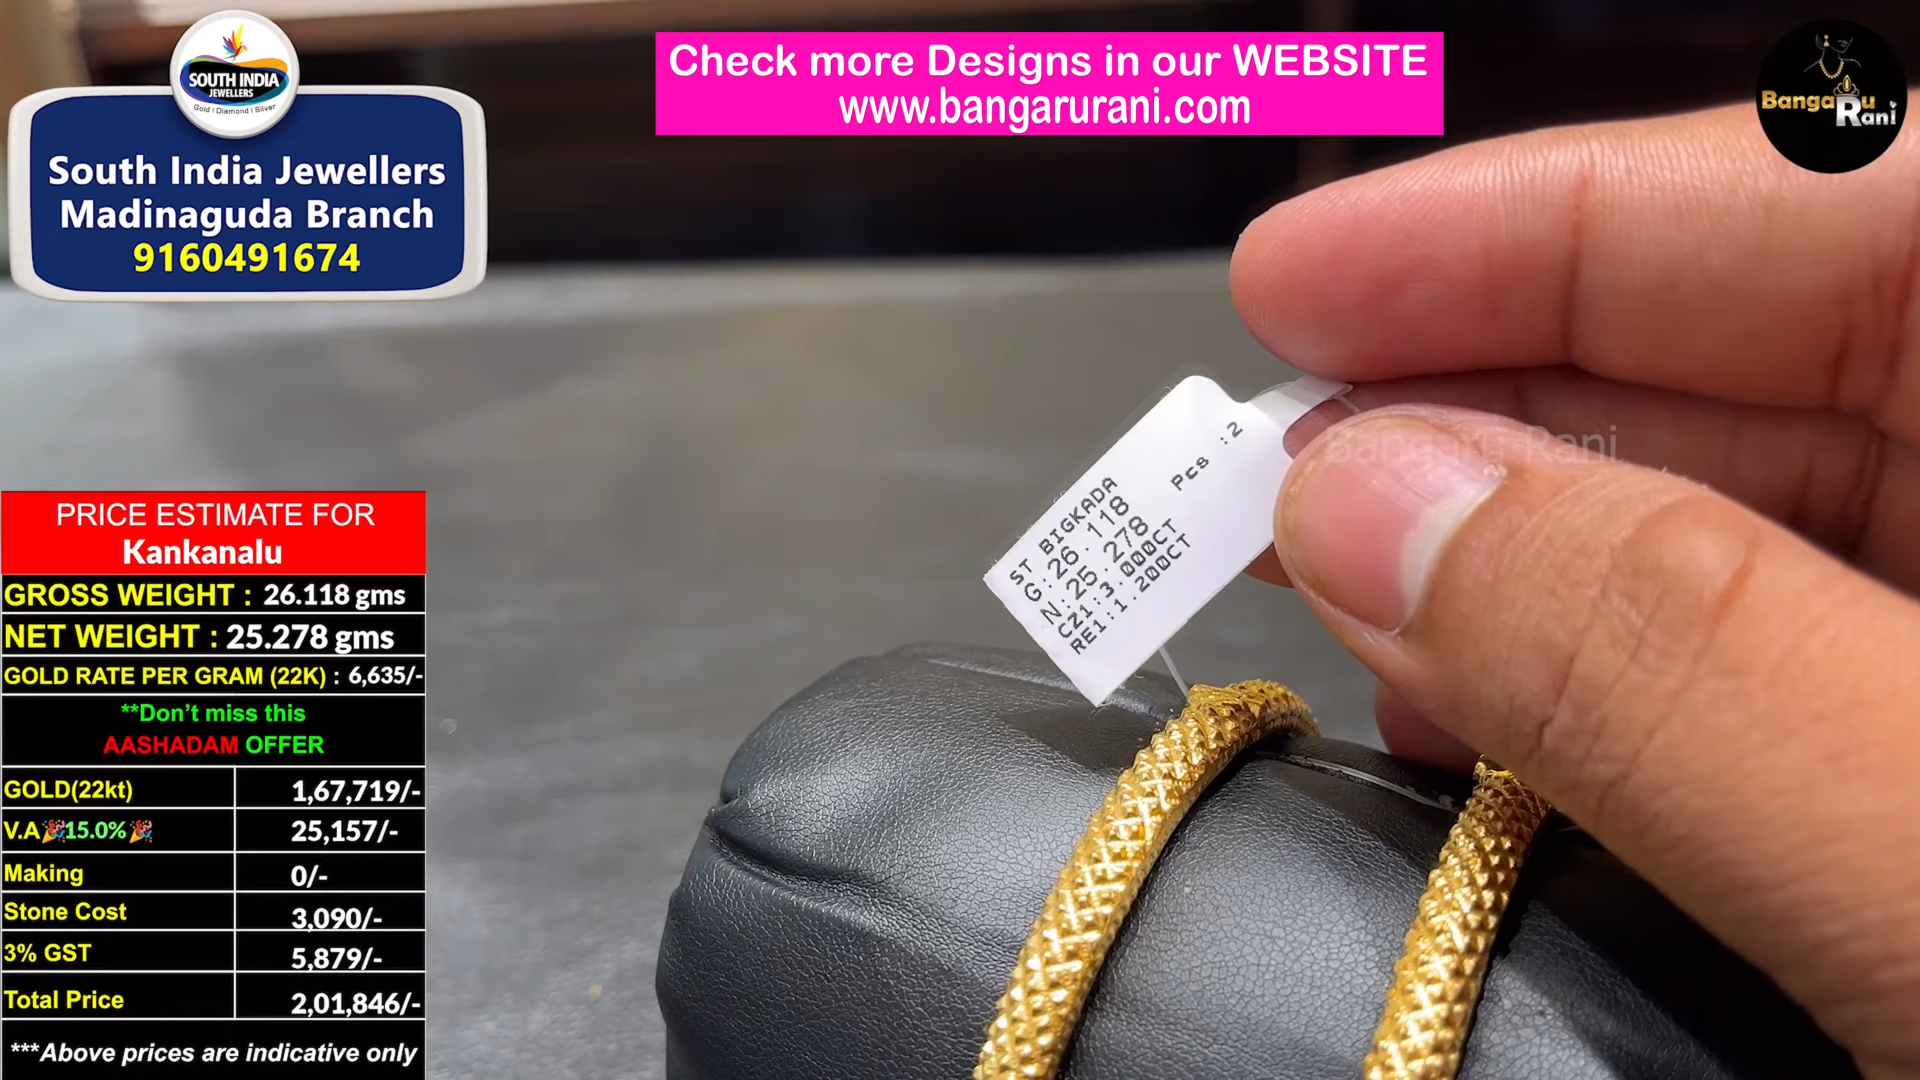 SOUTH INDIA
JEWELLERS
Gold | Diamond | Silver
South India Jewellers
Madinaguda Branch
9160491674
Check more Designs in our WEBSITE
www.bangarurani.com
BangaRu
Rani
Bangaru Rani
ST BIGKADA
G:26.118 Pcs :2
N:25.278
CZ1:3.000CT
RE1:1.200CT
PRICE ESTIMATE FOR
Kankanalu
GROSS WEIGHT : 26.118 gms
NET WEIGHT : 25.278 gms
GOLD RATE PER GRAM (22K) : 6,635/-
**Don't miss this
AASHADAM OFFER
GOLD(22kt) 1,67,719/-
V.A🎉15.0%🎉 25,157/-
Making 0/-
Stone Cost 3,090/-
3% GST 5,879/-
Total Price 2,01,846/-
***Above prices are indicative only